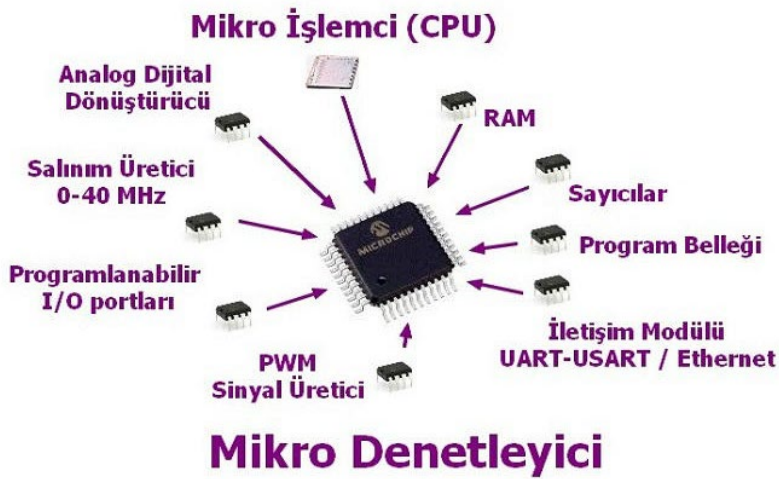 Mikro İşlemci (CPU)
Analog Dijital
Dönüştürücü
RAM
Salınım Üretici
0-40 MHz
Sayıcılar
Program Belleği
Programlanabilir
I/O portları
İletişim Modülü
UART-USART / Ethernet
PWM
Sinyal Üretici
MICROCHIP
Mikro Denetleyici